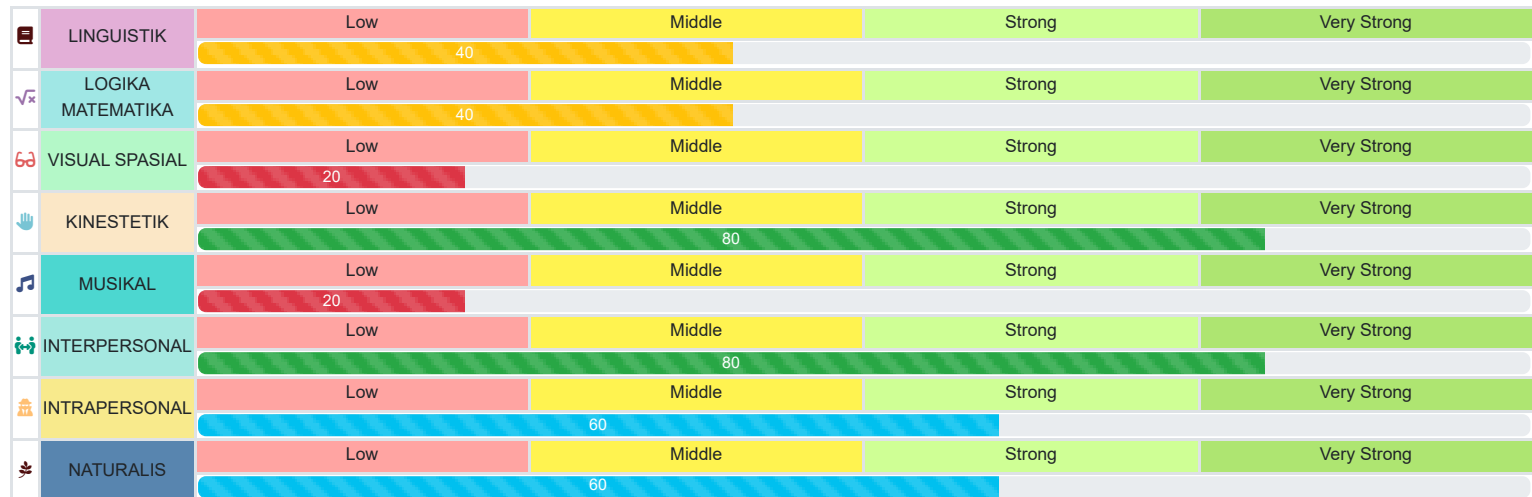 LINGUISTIK
Low Middle Strong Very Strong
40
LOGIKA
MATEMATIKA
Low Middle Strong Very Strong
40
VISUAL SPASIAL
Low Middle Strong Very Strong
20
KINESTETIK
Low Middle Strong Very Strong
80
MUSIKAL
Low Middle Strong Very Strong
20
INTERPERSONAL
Low Middle Strong Very Strong
80
INTRAPERSONAL
Low Middle Strong Very Strong
60
NATURALIS
Low Middle Strong Very Strong
60